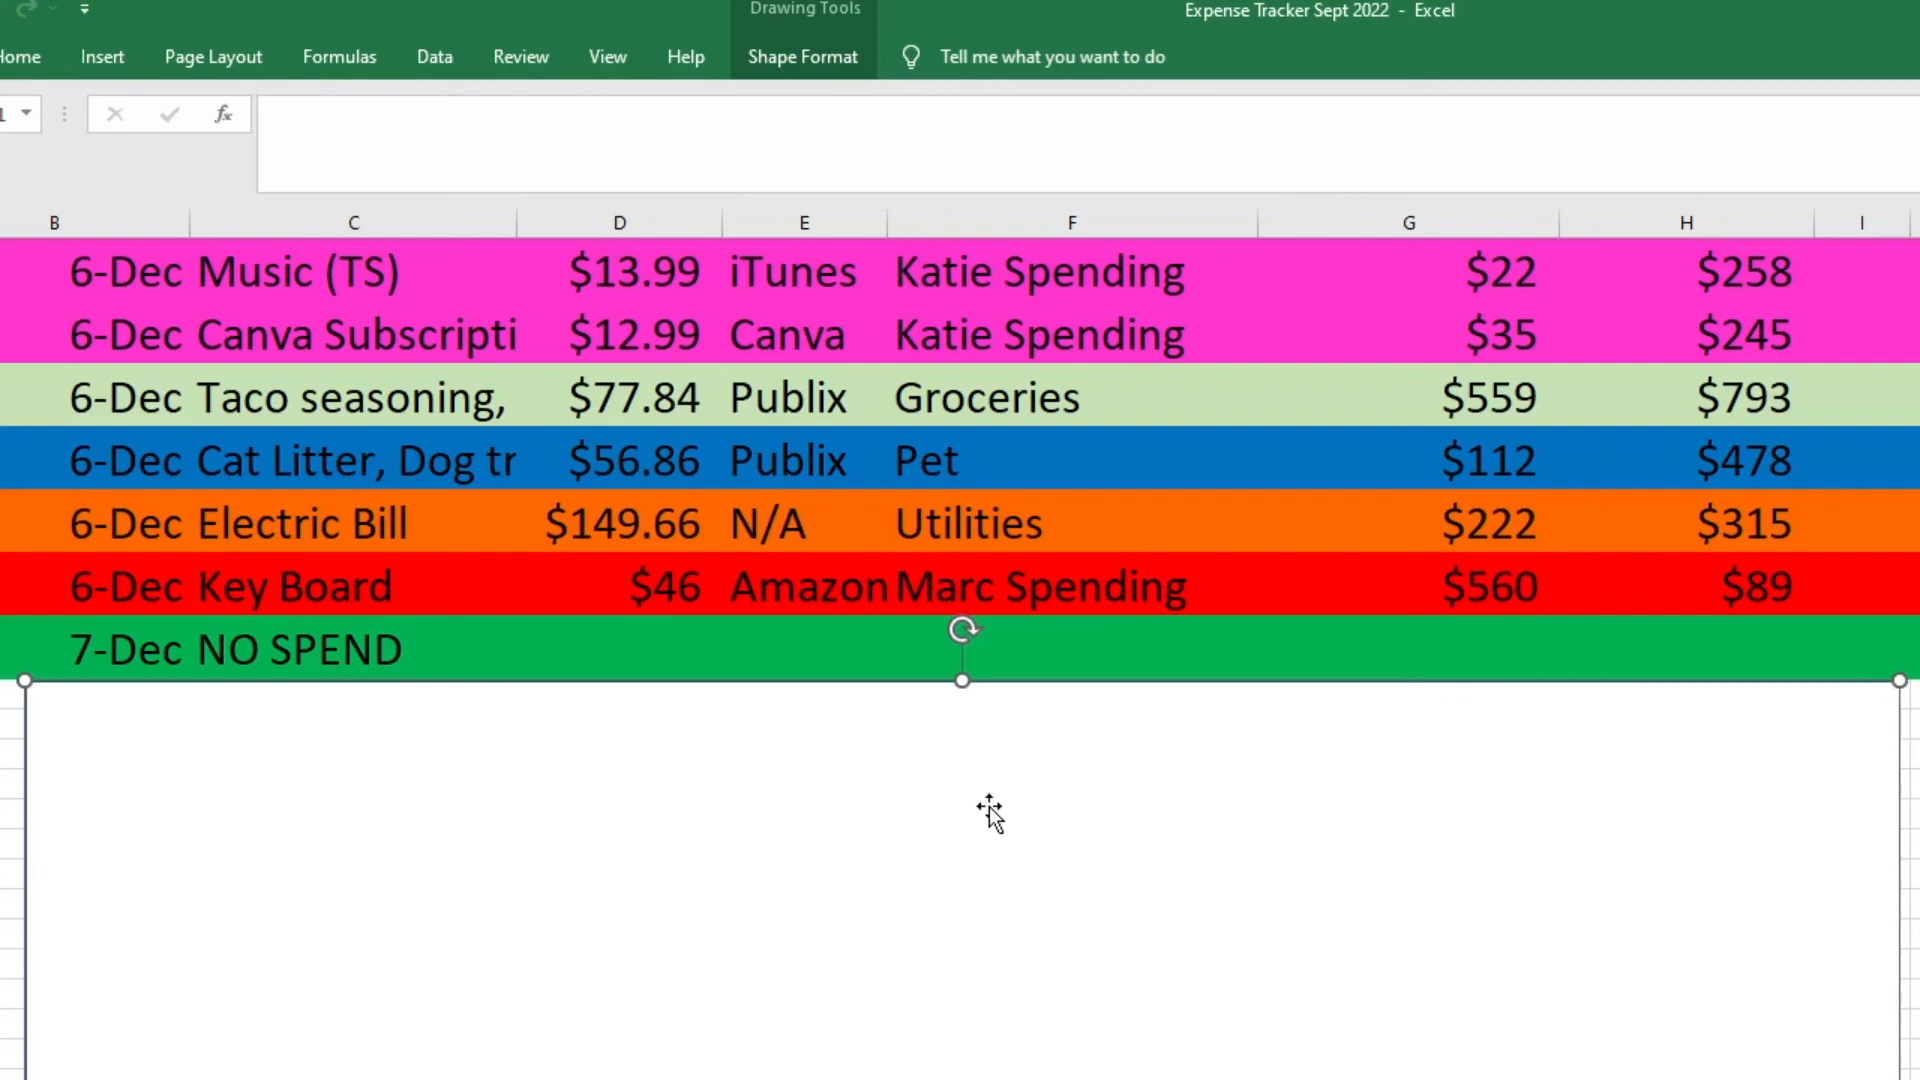 Drawing Tools
Expense Tracker Sept 2022 - Excel
Home Insert Page Layout Formulas Data Review View Help Shape Format Tell me what you want to do
fx
B C D E F G H I
6-Dec Music (TS) $13.99 iTunes Katie Spending $22 $258
6-Dec Canva Subscripti $12.99 Canva Katie Spending $35 $245
6-Dec Taco seasoning, $77.84 Publix Groceries $559 $793
6-Dec Cat Litter, Dog tr $56.86 Publix Pet $112 $478
6-Dec Electric Bill $149.66 N/A Utilities $222 $315
6-Dec Key Board $46 Amazon Marc Spending $560 $89
7-Dec NO SPEND